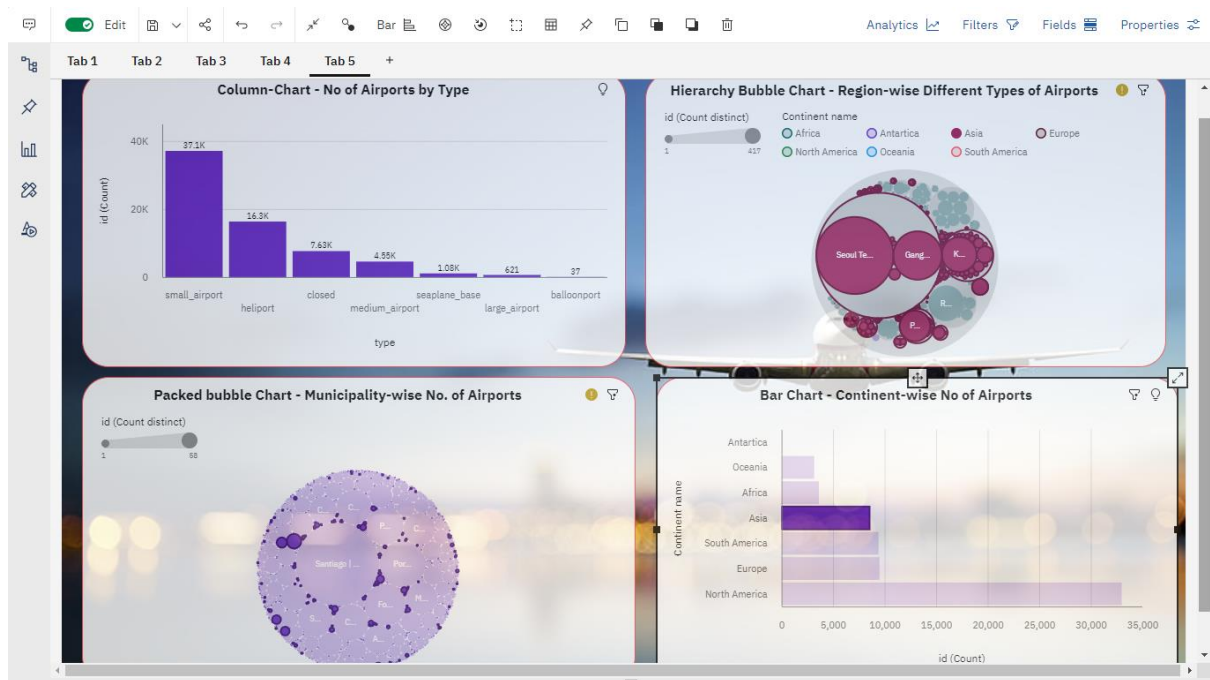 Edit
Bar
Analytics
Filters
Fields
Properties
Tab 1
Tab 2
Tab 3
Tab 4
Tab 5
+
Column-Chart - No of Airports by Type
id (Count)
40K
20K
0
37.1K
16.3K
7.63K
4.55K
1.08K
621
37
small_airport
heliport
closed
medium_airport
seaplane_base
large_airport
balloonport
type
Hierarchy Bubble Chart - Region-wise Different Types of Airports
id (Count distinct)
1
417
Continent name
Africa
Antartica
Asia
Europe
North America
Oceania
South America
Seoul Te...
Gang...
K...
R...
P...
Packed bubble Chart - Municipality-wise No. of Airports
id (Count distinct)
1
58
C...
C...
P...
C...
Santiago |...
Por...
Fo...
M...
S...
C...
A...
Bar Chart - Continent-wise No of Airports
Continent name
Antartica
Oceania
Africa
Asia
South America
Europe
North America
0
5,000
10,000
15,000
20,000
25,000
30,000
35,000
id (Count)